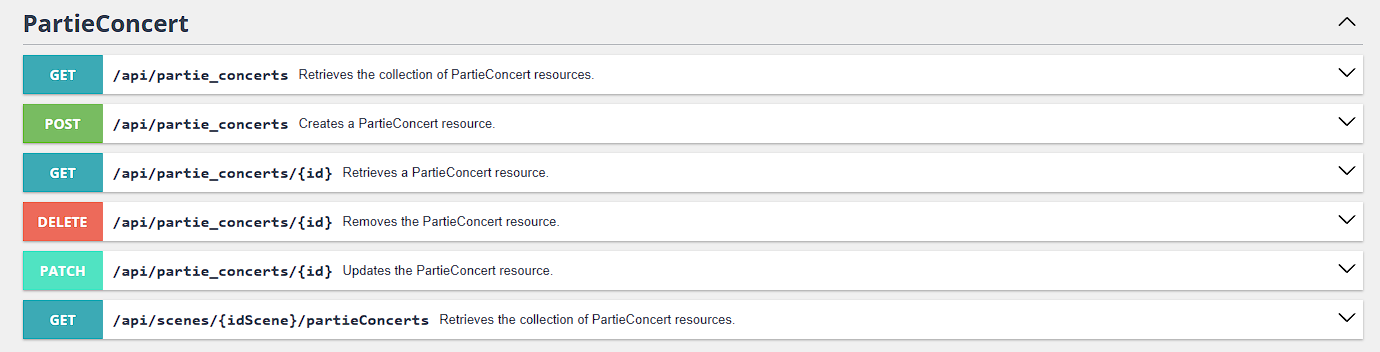 PartieConcert
GET /api/partie_concerts Retrieves the collection of PartieConcert resources.
POST /api/partie_concerts Creates a PartieConcert resource.
GET /api/partie_concerts/{id} Retrieves a PartieConcert resource.
DELETE /api/partie_concerts/{id} Removes the PartieConcert resource.
PATCH /api/partie_concerts/{id} Updates the PartieConcert resource.
GET /api/scenes/{idScene}/partieConcerts Retrieves the collection of PartieConcert resources.